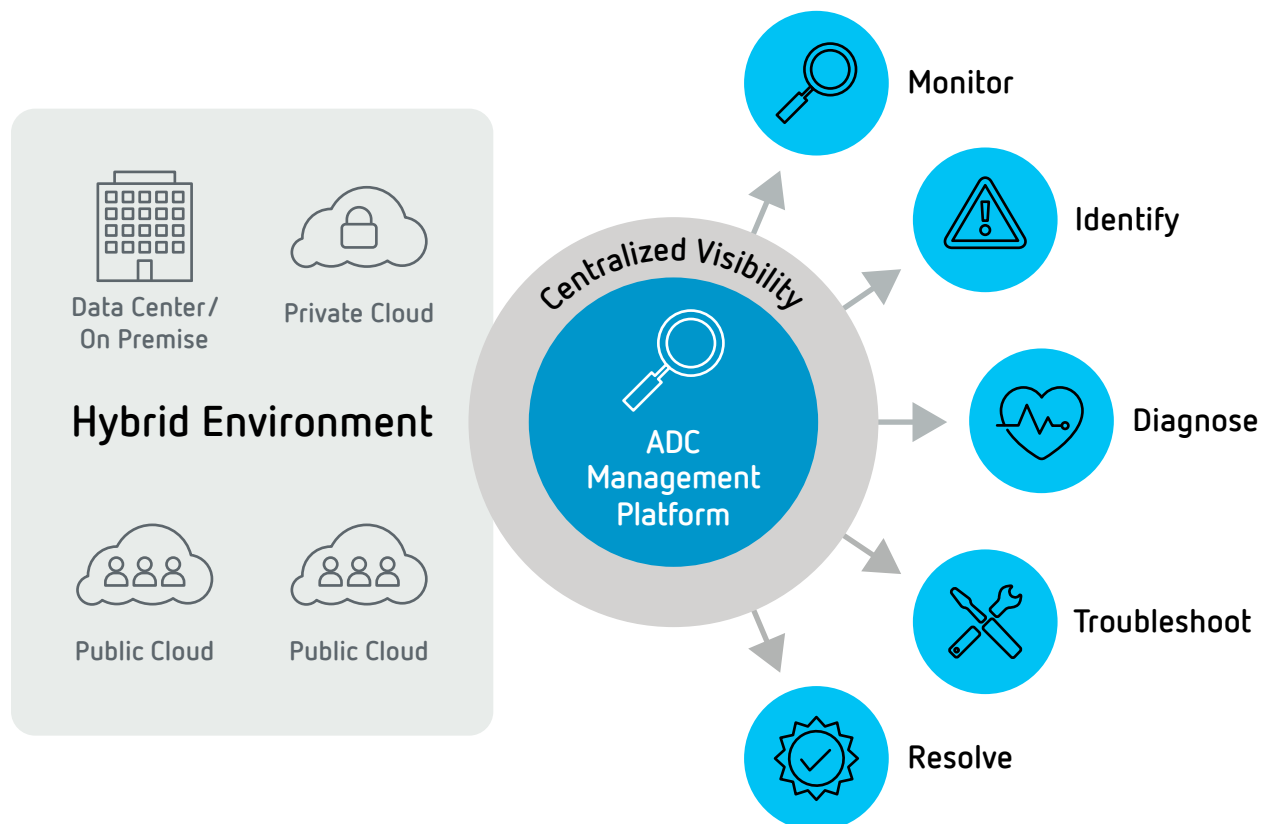 Data Center/
On Premise
Private Cloud
Hybrid Environment
Public Cloud
Public Cloud
Centralized Visibility
ADC
Management
Platform
Monitor
Identify
Diagnose
Troubleshoot
Resolve